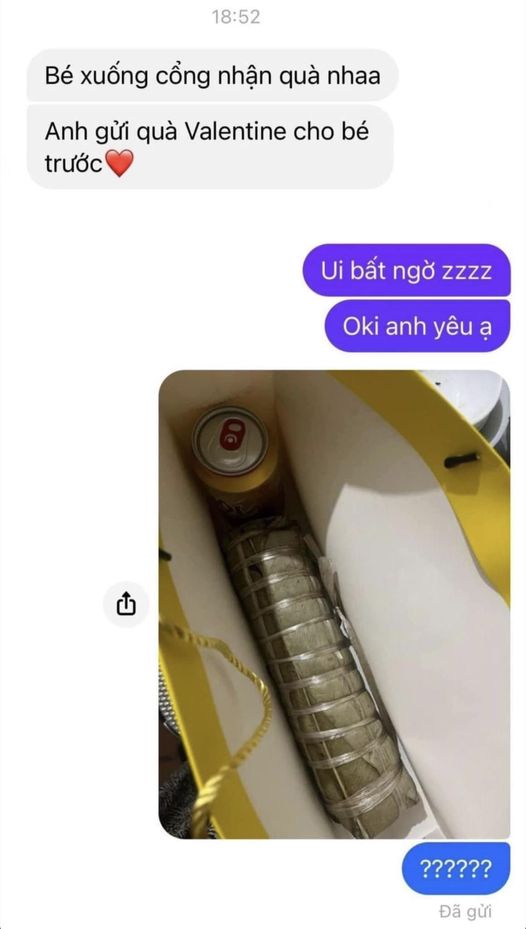 18:52
Bé xuống cổng nhận quà nhaa
Anh gửi quà Valentine cho bé
trước❤️
Ui bất ngờ zzzz
Oki anh yêu ạ
??????
Đã gửi